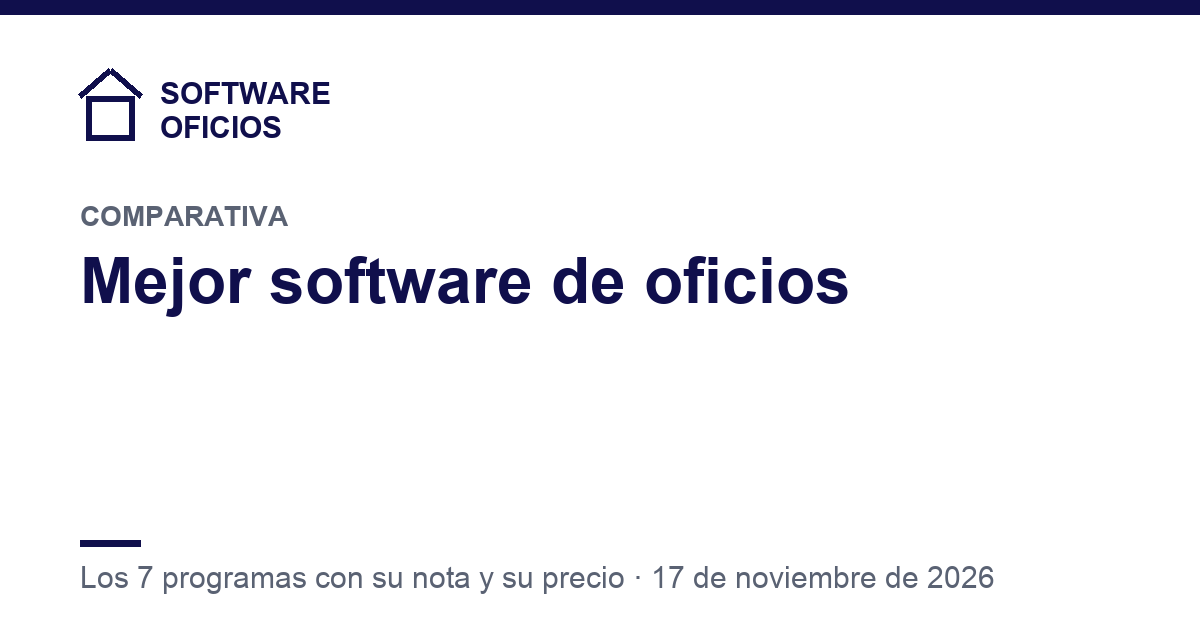 SOFTWARE
OFICIOS
COMPARATIVA
Mejor software de oficios
Los 7 programas con su nota y su precio · 17 de noviembre de 2026